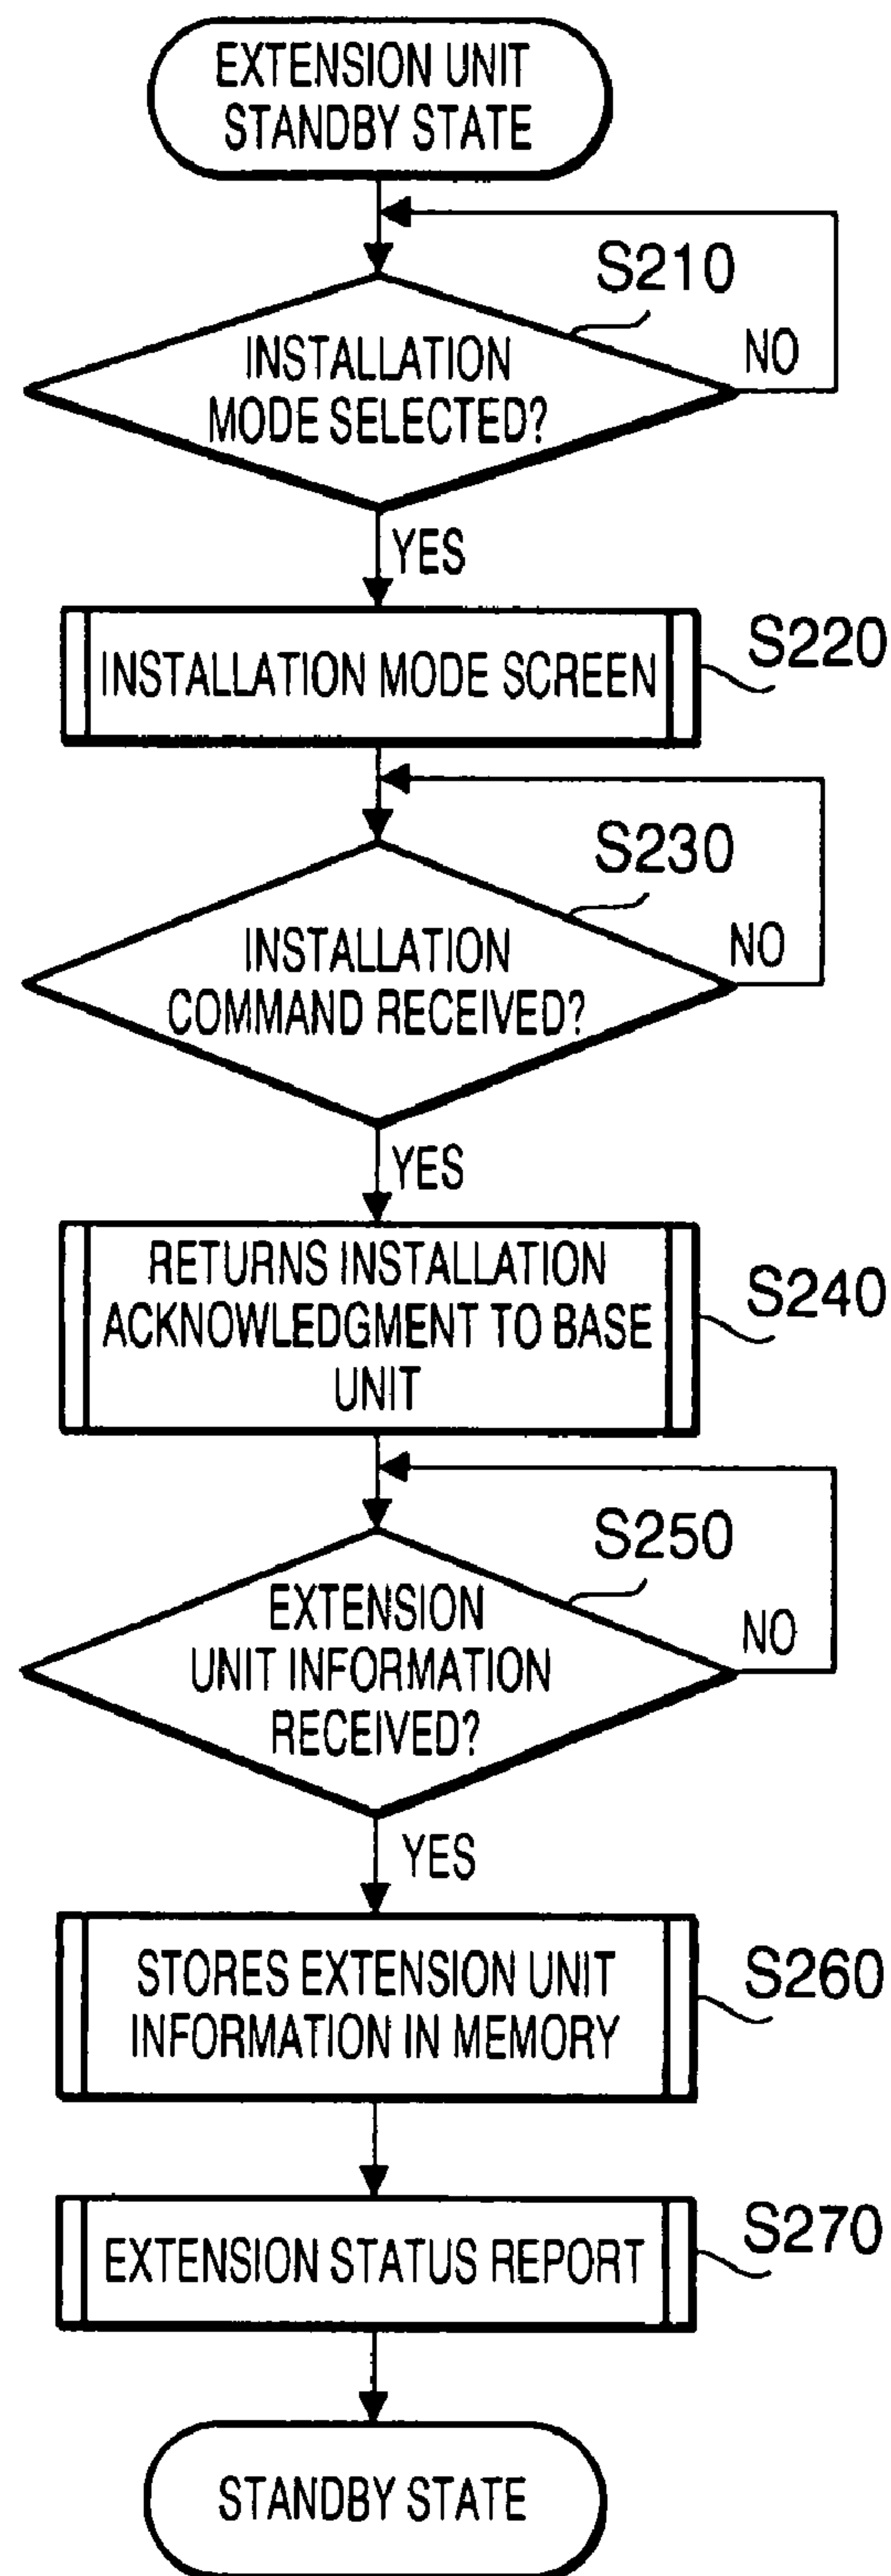 EXTENSION UNIT
STANDBY STATE
S210
INSTALLATION
MODE SELECTED?
NO
YES
INSTALLATION MODE SCREEN
S220
S230
INSTALLATION
COMMAND RECEIVED?
NO
YES
RETURNS INSTALLATION
ACKNOWLEDGMENT TO BASE
UNIT
S240
S250
EXTENSION
UNIT INFORMATION
RECEIVED?
NO
YES
STORES EXTENSION UNIT
INFORMATION IN MEMORY
S260
EXTENSION STATUS REPORT
S270
STANDBY STATE